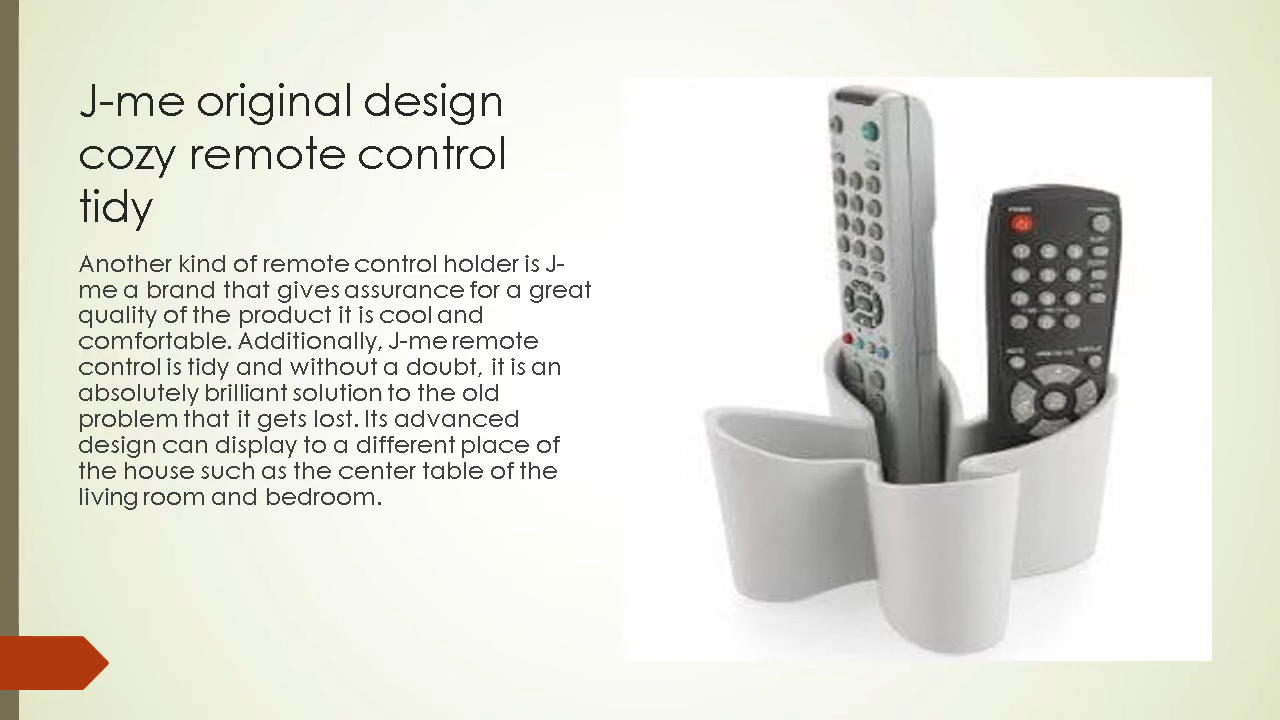 J-me original design
cozy remote control
tidy
Another kind of remote control holder is J-
me a brand that gives assurance for a great
quality of the product it is cool and
comfortable. Additionally, J-me remote
control is tidy and without a doubt, it is an
absolutely brilliant solution to the old
problem that it gets lost. Its advanced
design can display to a different place of
the house such as the center table of the
living room and bedroom.